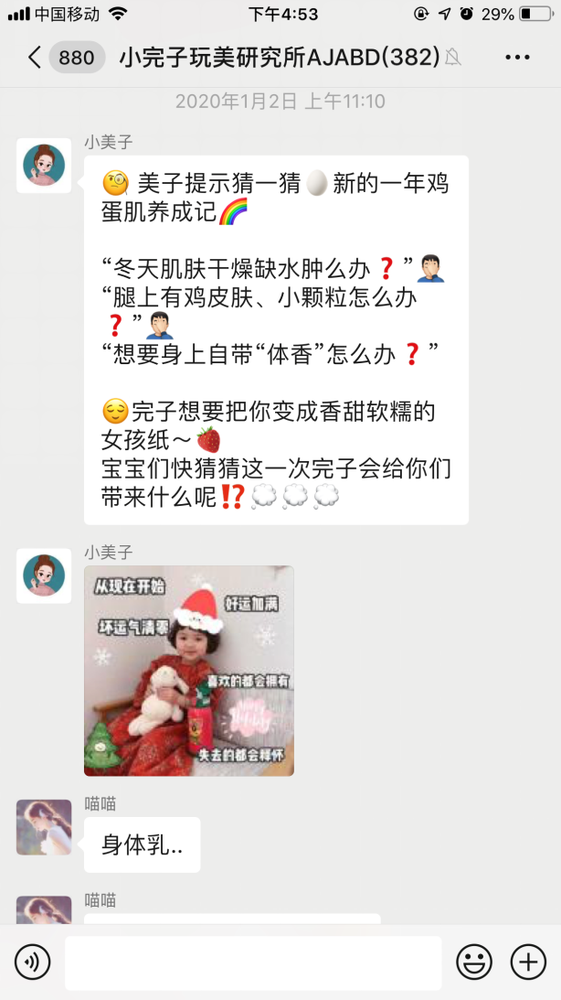 中国移动 下午4:53 29%
880 小完子玩美研究所AJABD(382)
2020年1月2日 上午11:10
小美子
🧐 美子提示猜一猜🥚新的一年鸡
蛋肌养成记🌈
“冬天肌肤干燥缺水肿么办❓”🤦🏻‍♂️
“腿上有鸡皮肤、小颗粒怎么办
❓”🤦🏻‍♂️
“想要身上自带“体香”怎么办❓”
😌完子想要把你变成香甜软糯的
女孩纸～🍓
宝宝们快猜猜这一次完子会给你们
带来什么呢⁉️💭💭💭
小美子
从现在开始
好运加满
坏运气清零
喜欢的都会拥有
失去的都会释怀
喵喵
身体乳..
喵喵